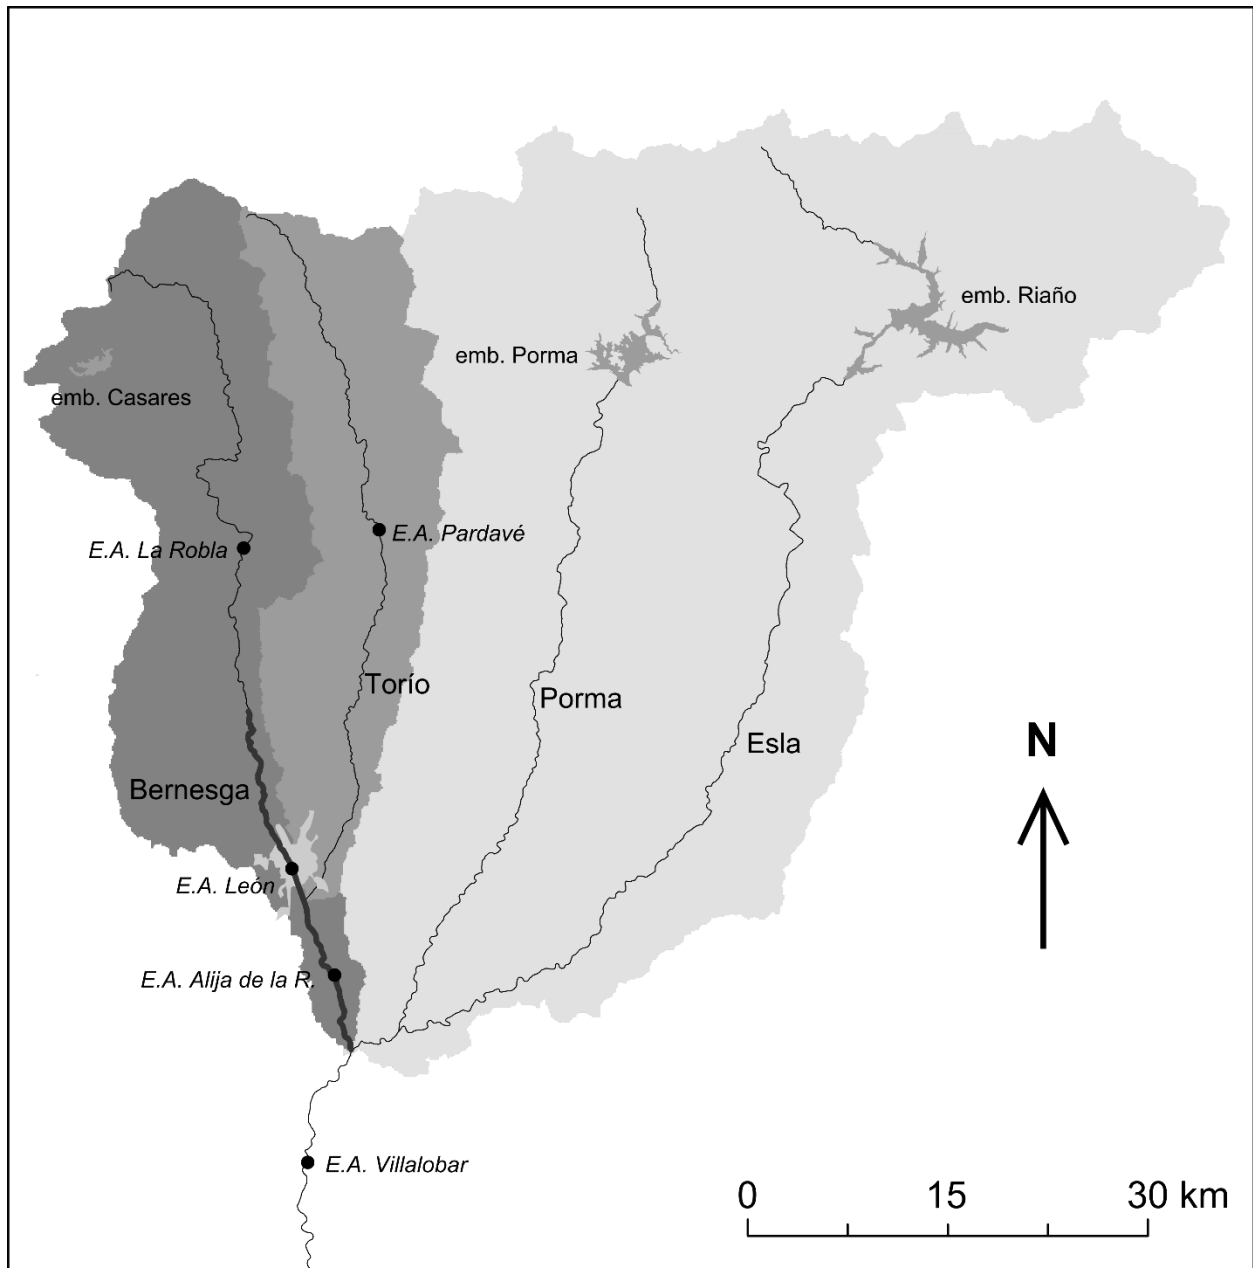 emb. Riaño
emb. Porma
emb. Casares
E.A. Pardavé
E.A. La Robla
Torío
Porma
Esla
N
Bernesga
E.A. León
E.A. Alija de la R.
E.A. Villalobar
0 15 30 km